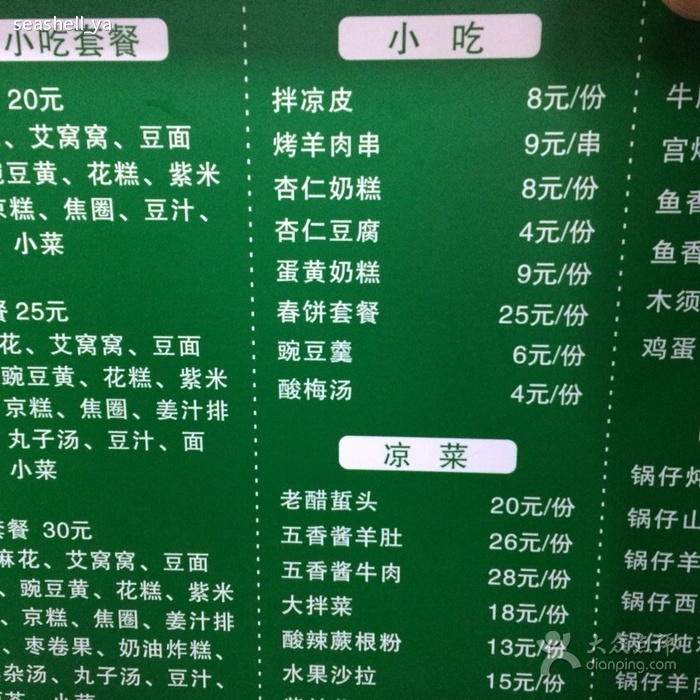 seashell_ya
小吃套餐
20元
、艾窝窝、豆面
豌豆黄、花糕、紫米
京糕、焦圈、豆汁、
小菜
餐 25元
花、艾窝窝、豆面
豌豆黄、花糕、紫米
京糕、焦圈、姜汁排
丸子汤、豆汁、面
小菜
套餐 30元
麻花、艾窝窝、豆面
、豌豆黄、花糕、紫米
、京糕、焦圈、姜汁排
、枣卷果、奶油炸糕、
杂汤、丸子汤、豆汁、
小菜
小吃
拌凉皮 8元/份
烤羊肉串 9元/串
杏仁奶糕 8元/份
杏仁豆腐 4元/份
蛋黄奶糕 9元/份
春饼套餐 25元/份
豌豆羹 6元/份
酸梅汤 4元/份
凉菜
老醋蜇头 20元/份
五香酱羊肚 26元/份
五香酱牛肉 28元/份
大拌菜 18元/份
酸辣蕨根粉 13元/份
水果沙拉 15元/份
牛
宫
鱼香
鱼香
木须
鸡蛋
锅仔炖
锅仔山
锅仔羊
锅仔西
锅仔炖
锅仔羊
大众点评
dianping.com